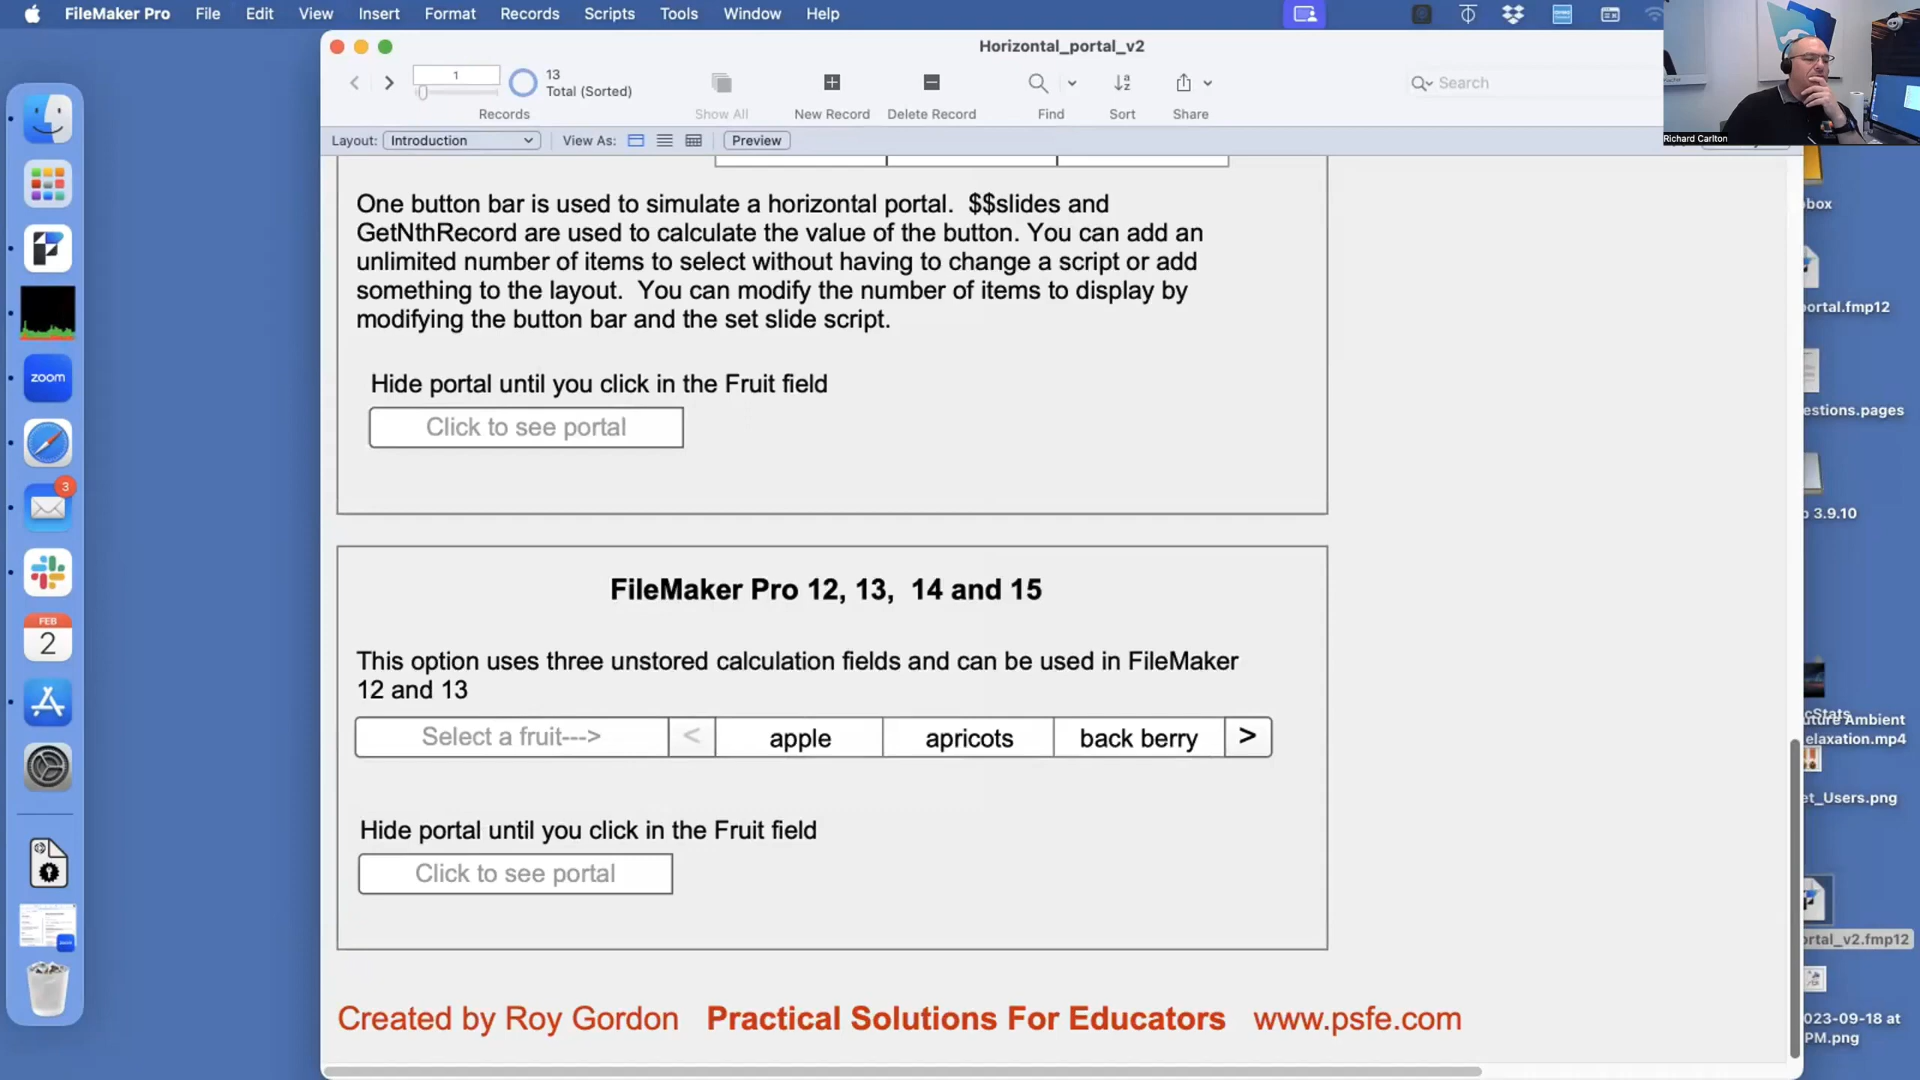 FileMaker Pro File Edit View Insert Format Records Scripts Tools Window Help
Horizontal_portal_v2
1
13
Total (Sorted)
Records
Show All
New Record
Delete Record
Find
Sort
Share
Search
Richard Carlton
Layout: Introduction View As: Preview
One button bar is used to simulate a horizontal portal. $$slides and
GetNthRecord are used to calculate the value of the button. You can add an
unlimited number of items to select without having to change a script or add
something to the layout. You can modify the number of items to display by
modifying the button bar and the set slide script.
Hide portal until you click in the Fruit field
Click to see portal
FileMaker Pro 12, 13, 14 and 15
This option uses three unstored calculation fields and can be used in FileMaker
12 and 13
Select a fruit---> < apple apricots back berry >
Hide portal until you click in the Fruit field
Click to see portal
Created by Roy Gordon Practical Solutions For Educators www.psfe.com
zoom
3
FEB
2
box
ortal.fmp12
estions.pages
3.9.10
cStats
uture Ambient
elaxation.mp4
et_Users.png
ortal_v2.fmp12
023-09-18 at
PM.png